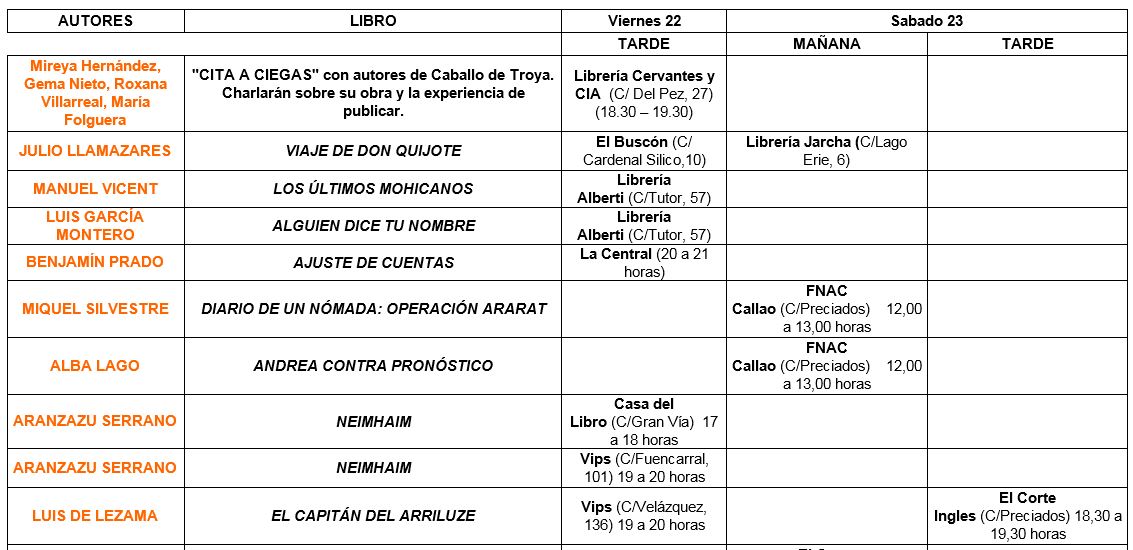 AUTORES LIBRO Viernes 22 Sabado 23
TARDE MAÑANA TARDE
Mireya Hernández,
Gema Nieto, Roxana
Villarreal, María
Folguera
"CITA A CIEGAS" con autores de Caballo de Troya.
Charlarán sobre su obra y la experiencia de
publicar.
Librería Cervantes y
CIA (C/ Del Pez, 27)
(18.30 – 19.30)
JULIO LLAMAZARES
VIAJE DE DON QUIJOTE
El Buscón (C/
Cardenal Silico,10)
Librería Jarcha (C/Lago
Erie, 6)
MANUEL VICENT
LOS ÚLTIMOS MOHICANOS
Librería
Alberti (C/Tutor, 57)
LUIS GARCÍA
MONTERO
ALGUIEN DICE TU NOMBRE
Librería
Alberti (C/Tutor, 57)
BENJAMÍN PRADO
AJUSTE DE CUENTAS
La Central (20 a 21
horas)
MIQUEL SILVESTRE
DIARIO DE UN NÓMADA: OPERACIÓN ARARAT
FNAC
Callao (C/Preciados) 12,00
a 13,00 horas
ALBA LAGO
ANDREA CONTRA PRONÓSTICO
FNAC
Callao (C/Preciados) 12,00
a 13,00 horas
ARANZAZU SERRANO
NEIMHAIM
Casa del
Libro (C/Gran Vía) 17
a 18 horas
ARANZAZU SERRANO
NEIMHAIM
Vips (C/Fuencarral,
101) 19 a 20 horas
LUIS DE LEZAMA
EL CAPITÁN DEL ARRILUZE
Vips (C/Velázquez,
136) 19 a 20 horas
El Corte
Ingles (C/Preciados) 18,30 a
19,30 horas